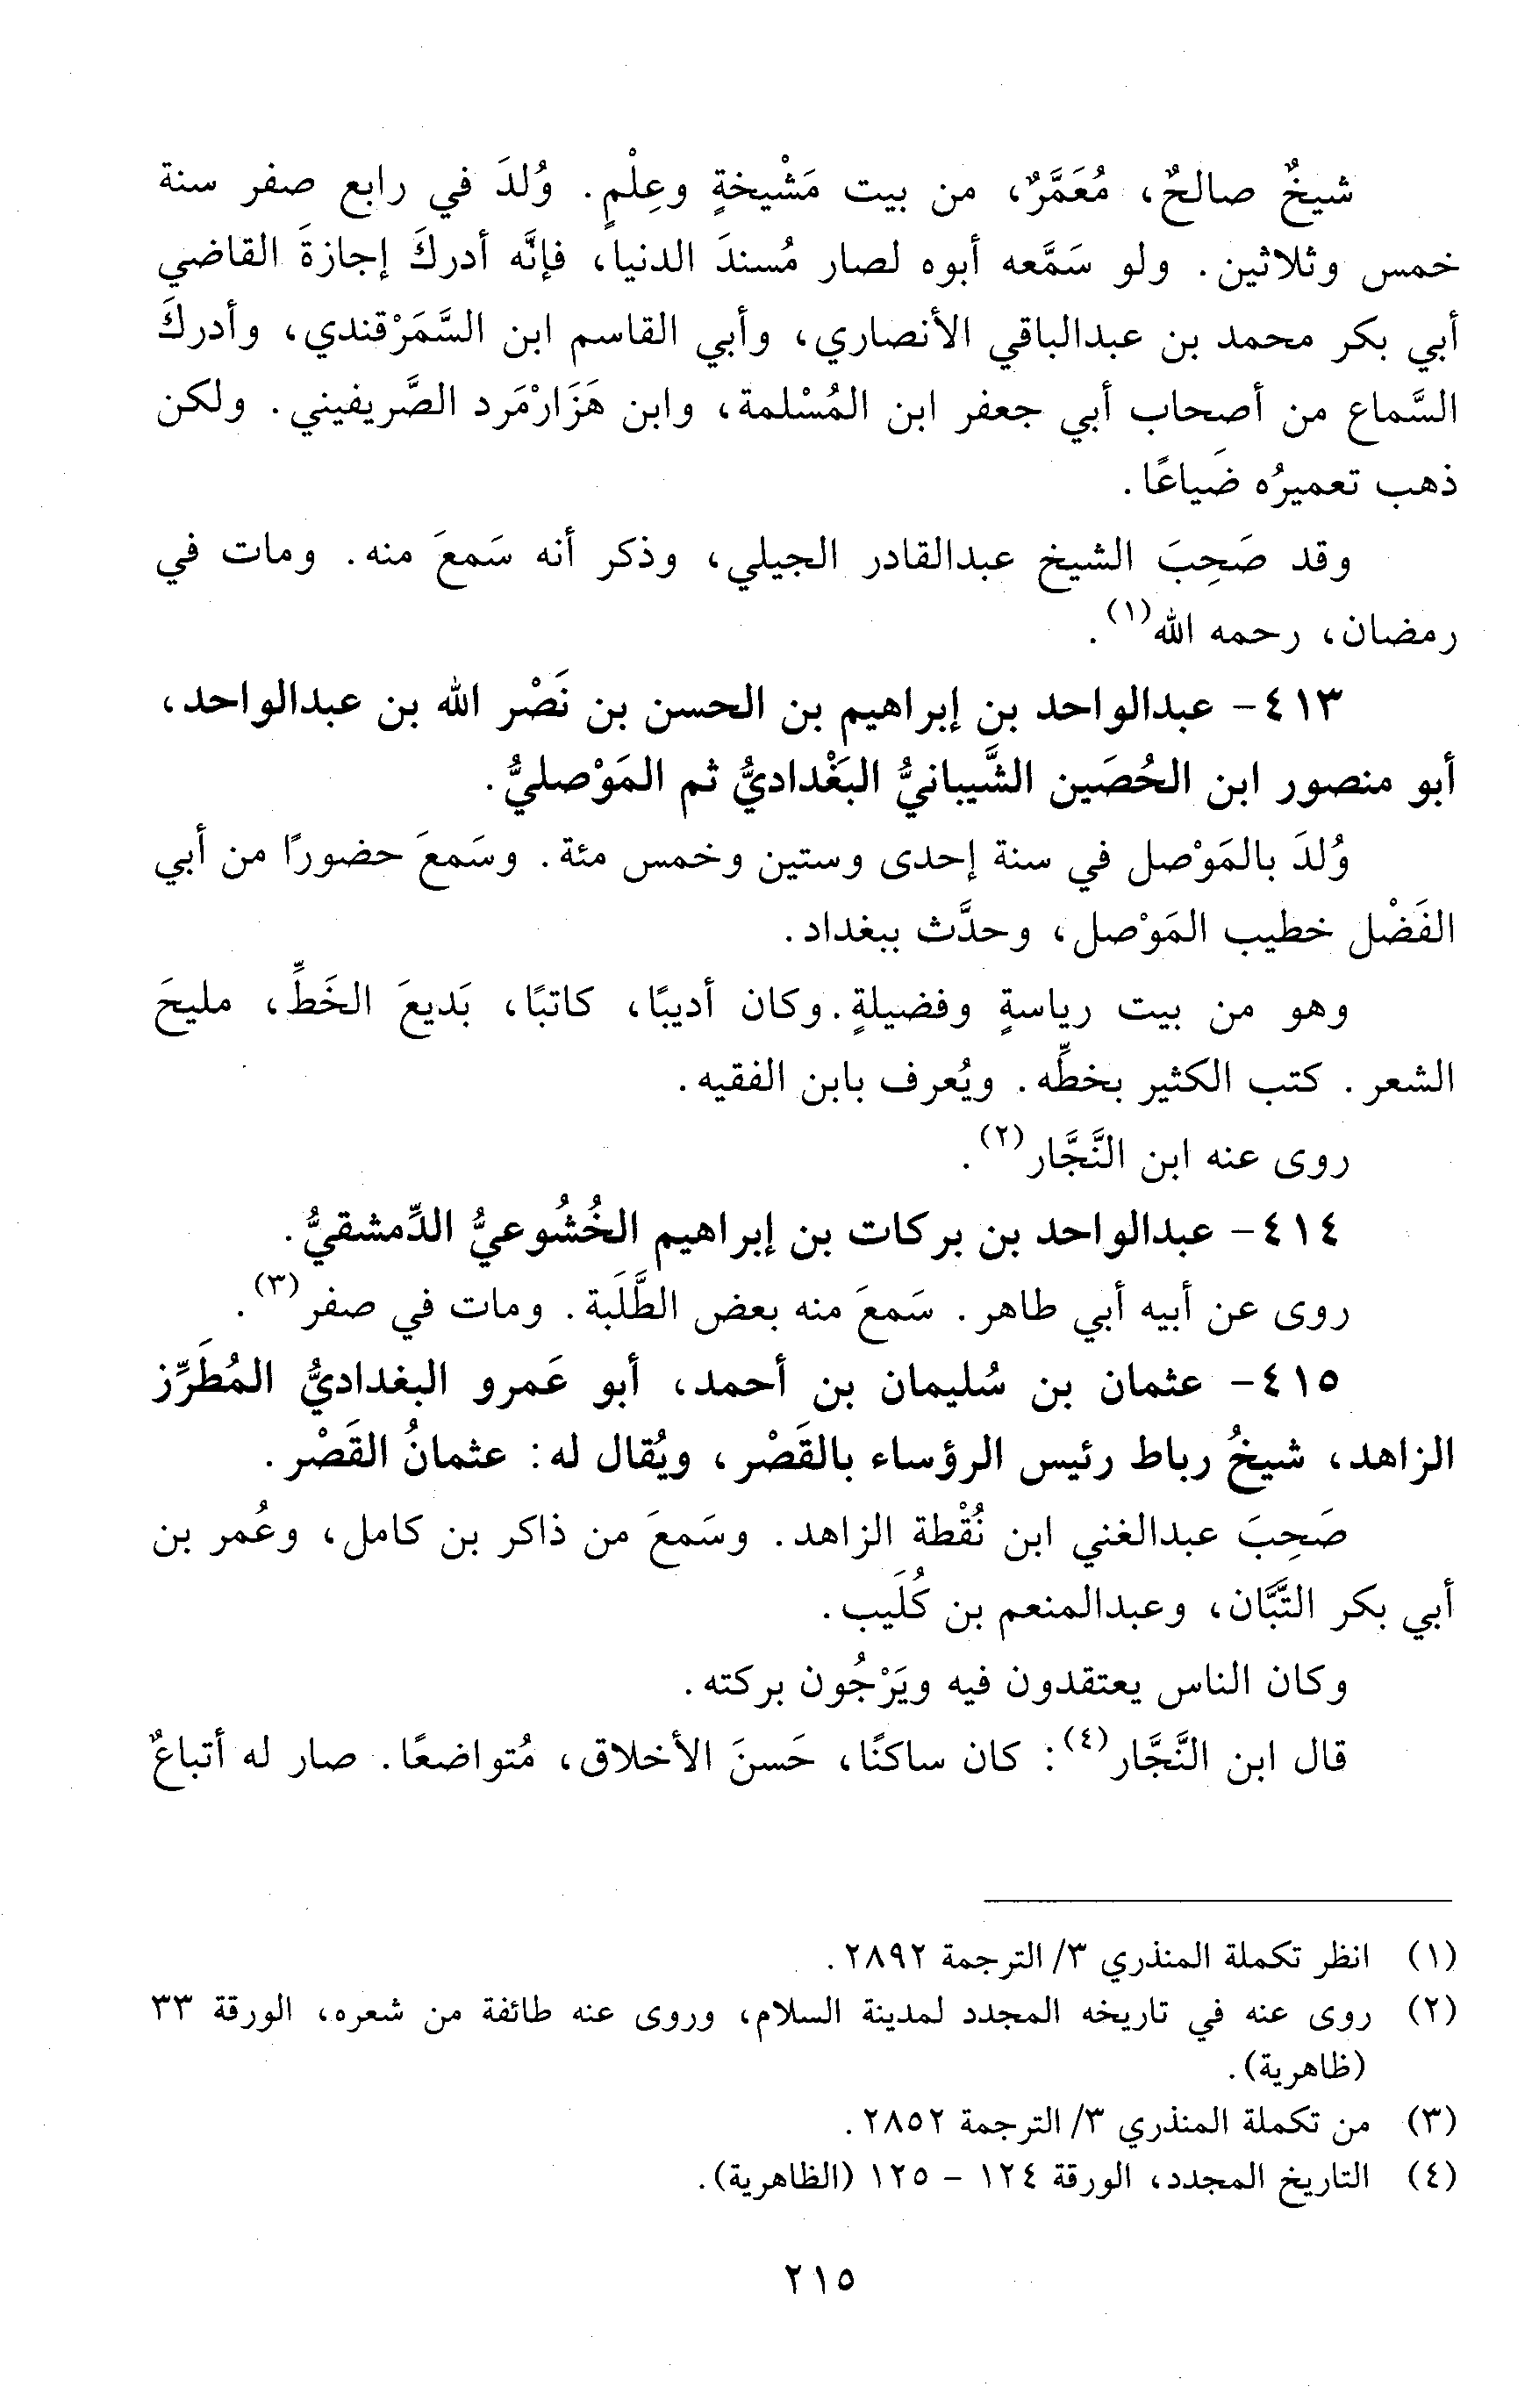 شيخٌ صالحٌ، مُعَمَّرٌ، من بيت مَشْيخةٍ وعِلْمٍ. وُلدَ في رابع صفر سنة
خمس وثلاثين. ولو سَمَّعه أبوه لصار مُسندَ الدنيا، فإنَّه أدركَ إجازةَ القاضي
أبي بكر محمد بن عبدالباقي الأنصاري، وأبي القاسم ابن السَّمَرْقندي، وأدركَ
السَّماع من أصحاب أبي جعفر ابن المُسْلمة، وابن هَزَارْمَرد الصَّريفيني. ولكن
ذهب تعميرُه ضَياعًا.
وقد صَحِبَ الشيخ عبدالقادر الجيلي، وذكر أنه سَمعَ منه. ومات في
رمضان، رحمه الله(١).
٤١٣- عبدالواحد بن إبراهيم بن الحسن بن نَصْر الله بن عبدالواحد،
أبو منصور ابن الحُصَين الشَّيبانيُّ البَغْداديُّ ثم المَوْصليُّ.
وُلدَ بالمَوْصل في سنة إحدى وستين وخمس مئة. وسَمعَ حضورًا من أبي
الفَضْل خطيب المَوْصل، وحدَّث ببغداد.
وهو من بيت رياسةٍ وفضيلةٍ. وكان أديبًا، كاتبًا، بَديعَ الخَطِّ، مليحَ
الشعر. كتب الكثير بخطِّه. ويُعرف بابن الفقيه.
روى عنه ابن النَّجَّار(٢).
٤١٤- عبدالواحد بن بركات بن إبراهيم الخُشُوعيُّ الدِّمشقيُّ.
روى عن أبيه أبي طاهر. سَمعَ منه بعض الطَّلَبة. ومات في صفر(٣).
٤١٥- عثمان بن سُليمان بن أحمد، أبو عَمرو البغداديُّ المُطَرِّز
الزاهد، شيخُ رباط رئيس الرؤساء بالقَصْر، ويُقال له: عثمانُ القَصْر.
صَحِبَ عبدالغني ابن نُقْطة الزاهد. وسَمعَ من ذاكر بن كامل، وعُمر بن
أبي بكر التَّبَّان، وعبدالمنعم بن كُلَيب.
وكان الناس يعتقدون فيه ويَرْجُون بركته.
قال ابن النَّجَّار(٤): كان ساكنًا، حَسنَ الأخلاق، مُتواضعًا. صار له أتباعٌ
(١) انظر تكملة المنذري ٣/ الترجمة ٢٨٩٢.
(٢) روى عنه في تاريخه المجدد لمدينة السلام، وروى عنه طائفة من شعره، الورقة ٣٣
(ظاهرية).
(٣) من تكملة المنذري ٣/ الترجمة ٢٨٥٢.
(٤) التاريخ المجدد، الورقة ١٢٤ - ١٢٥ (الظاهرية).
٢١٥